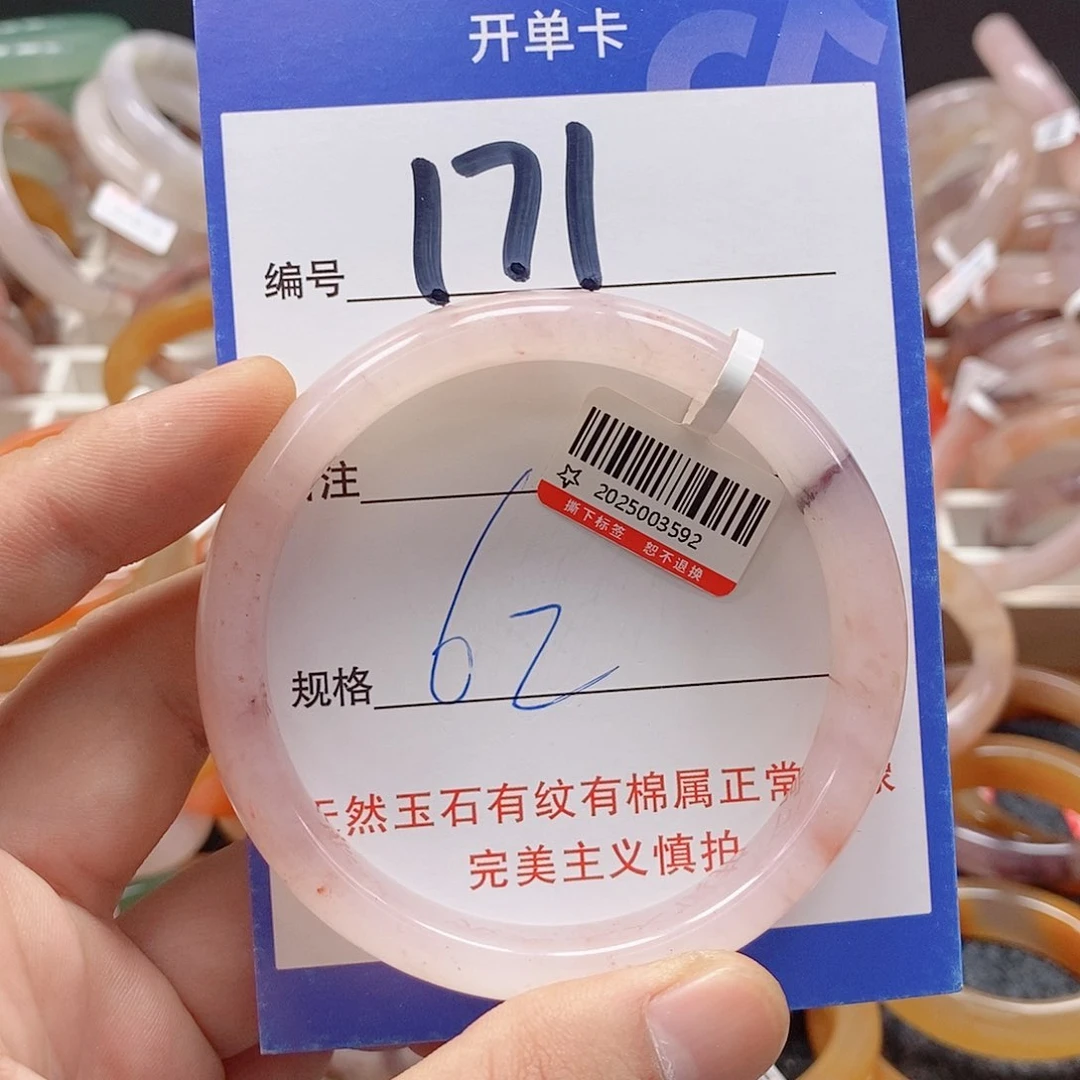 开单卡
编号 171
注
2025003592
撕下标签 恕不退换
规格 62
天然玉石有纹有棉属正常
完美主义慎拍